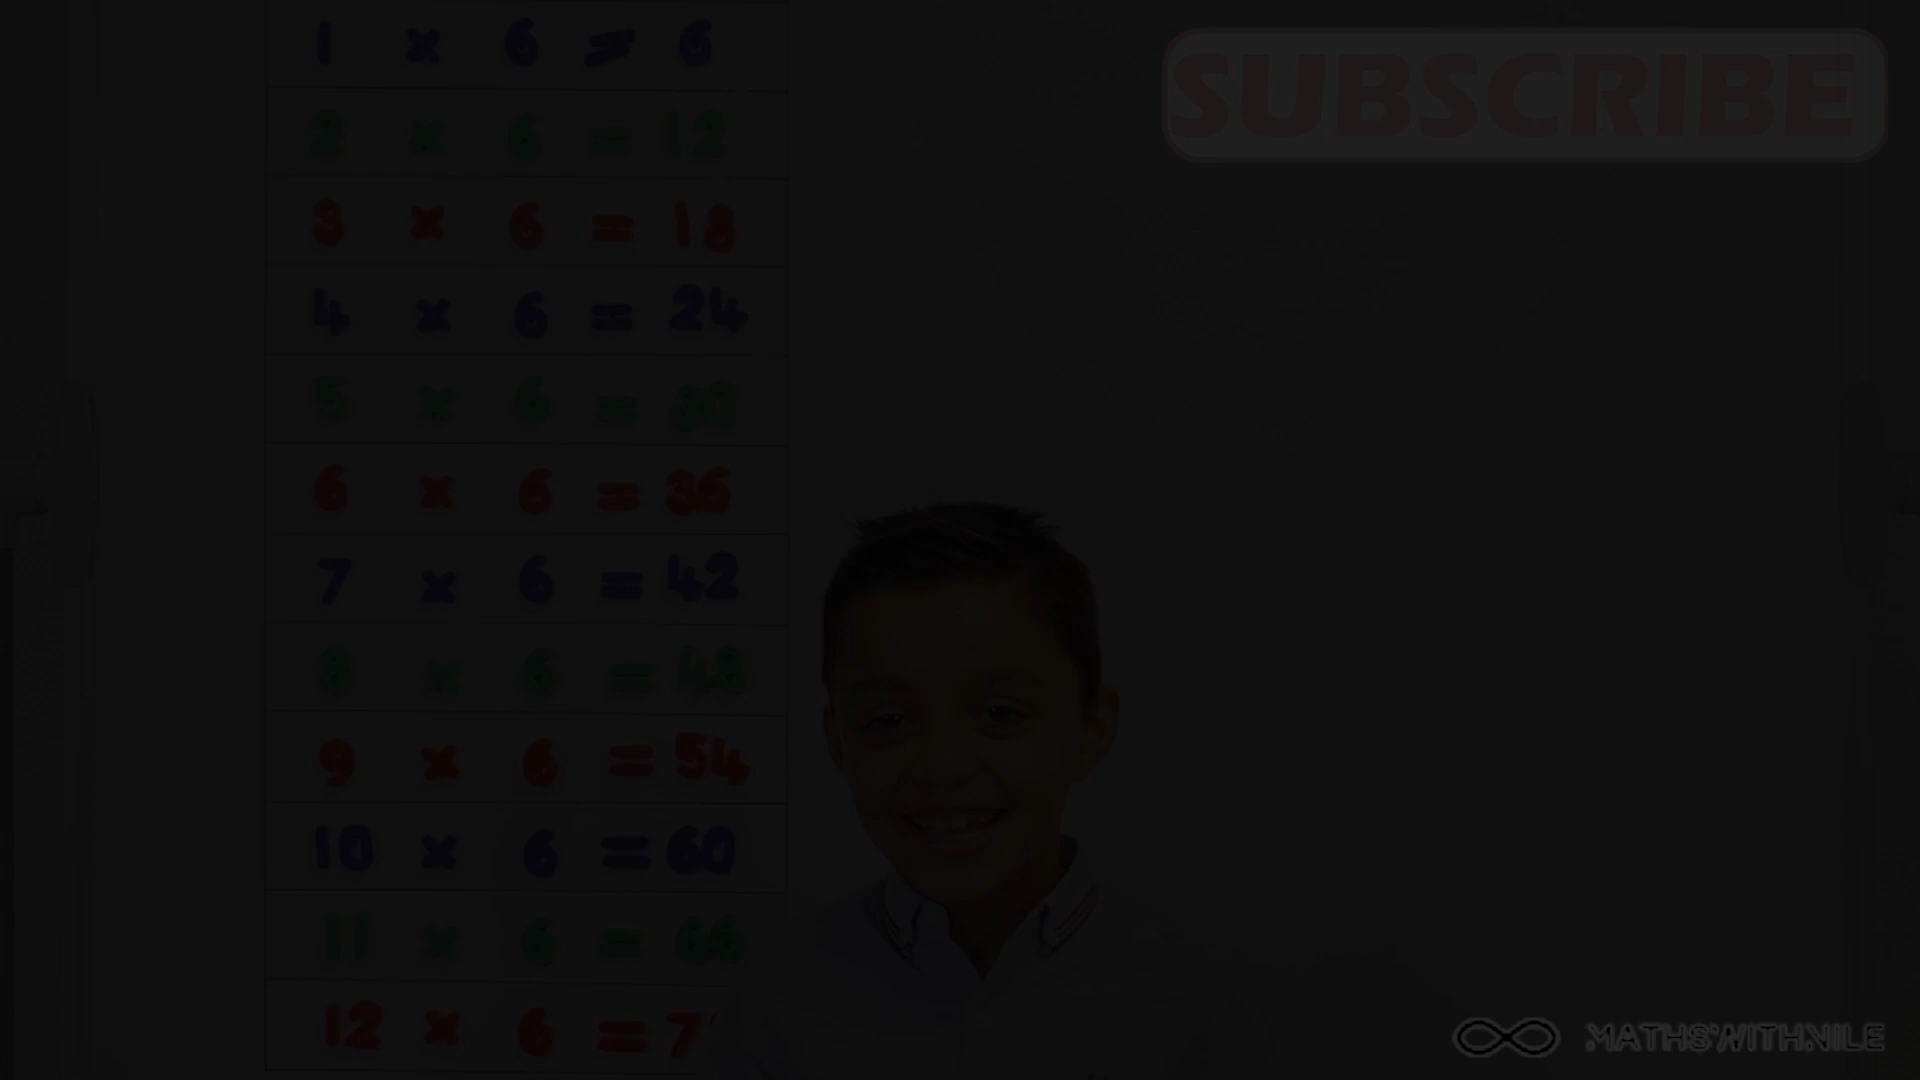 1 x 6 = 6
SUBSCRIBE
2 x 6 = 12
3 x 6 = 18
4 x 6 = 24
5 x 6 = 30
6 x 6 = 36
7 x 6 = 42
8 x 6 = 48
9 x 6 = 54
10 x 6 = 60
11 x 6 = 66
12 x 6 = 7
MATHSWITHNILE